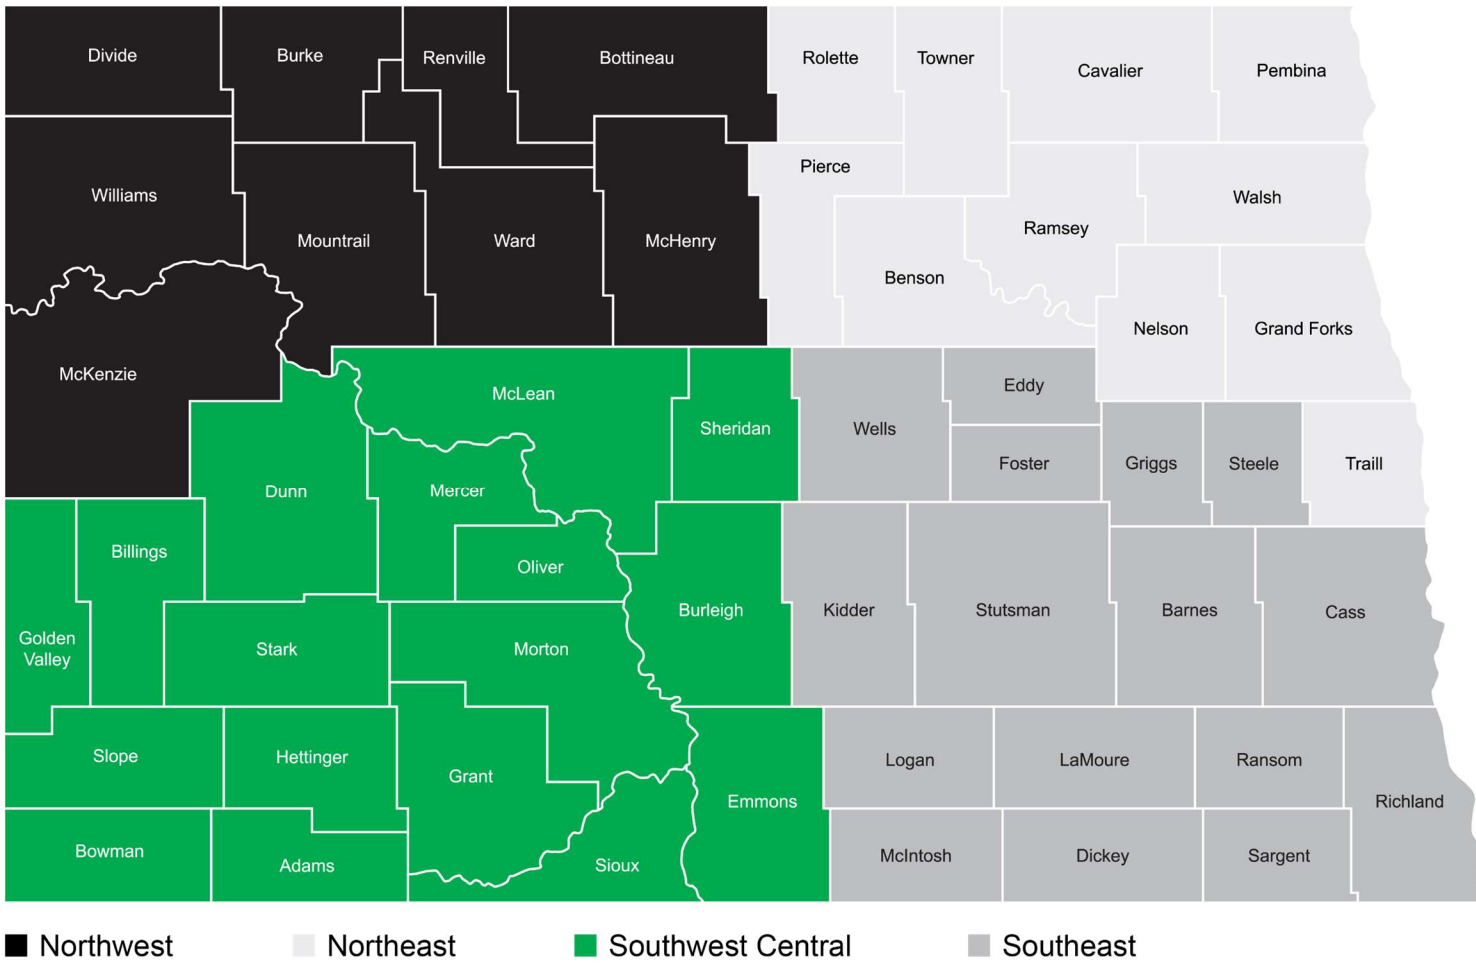 Divide
Burke
Renville
Bottineau
Rolette
Towner
Cavalier
Pembina
Williams
Mountrail
Ward
McHenry
Pierce
Benson
Ramsey
Walsh
Nelson
Grand Forks
McKenzie
McLean
Sheridan
Wells
Eddy
Foster
Griggs
Steele
Traill
Dunn
Mercer
Billings
Oliver
Golden
Valley
Stark
Morton
Burleigh
Kidder
Stutsman
Barnes
Cass
Slope
Hettinger
Grant
Emmons
Logan
LaMoure
Ransom
Richland
Bowman
Adams
Sioux
McIntosh
Dickey
Sargent
Northwest
Northeast
Southwest Central
Southeast